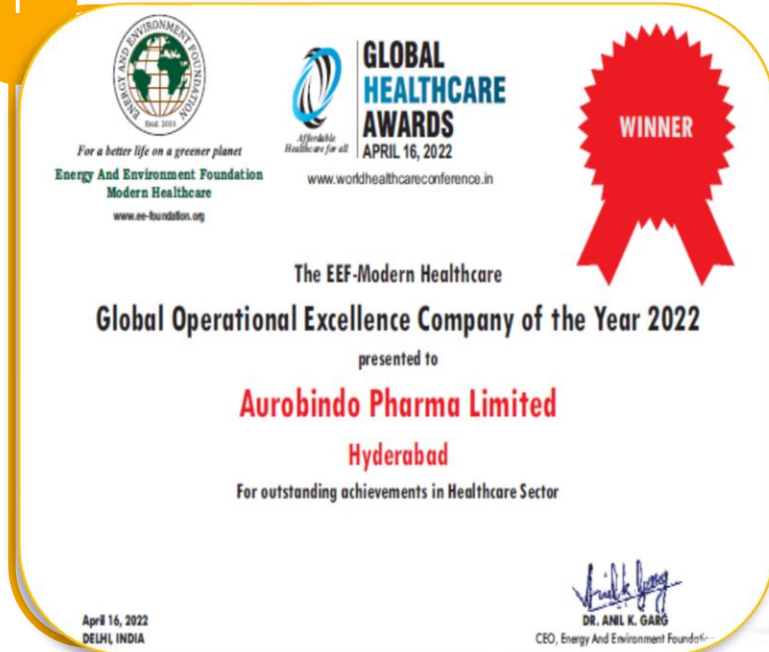 ENERGY AND ENVIRONMENT FOUNDATION
Estd. 2010
For a better life on a greener planet
Energy And Environment Foundation
Modern Healthcare
www.ee-foundation.org
Affordable
Healthcare for all
GLOBAL
HEALTHCARE
AWARDS
APRIL 16, 2022
www.worldhealthcareconference.in
WINNER
The EEF-Modern Healthcare
Global Operational Excellence Company of the Year 2022
presented to
Aurobindo Pharma Limited
Hyderabad
For outstanding achievements in Healthcare Sector
April 16, 2022
DELHI, INDIA
Anil k Garg
DR. ANIL K. GARG
CEO, Energy And Environment Foundation